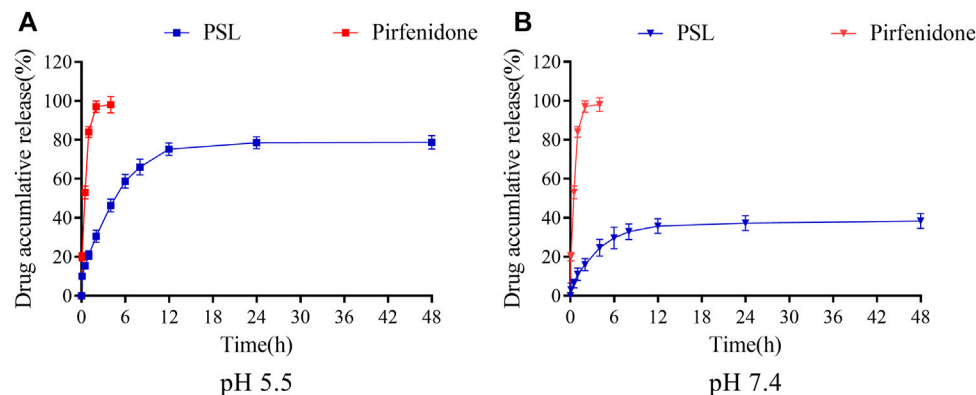 A
PSL
Pirfenidone
Drug accumlative release(%)
120
100
80
60
40
20
0
0 6 12 18 24 30 36 42 48
Time(h)
pH 5.5
B
PSL
Pirfenidone
Drug accumlative release(%)
120
100
80
60
40
20
0
0 6 12 18 24 30 36 42 48
Time(h)
pH 7.4